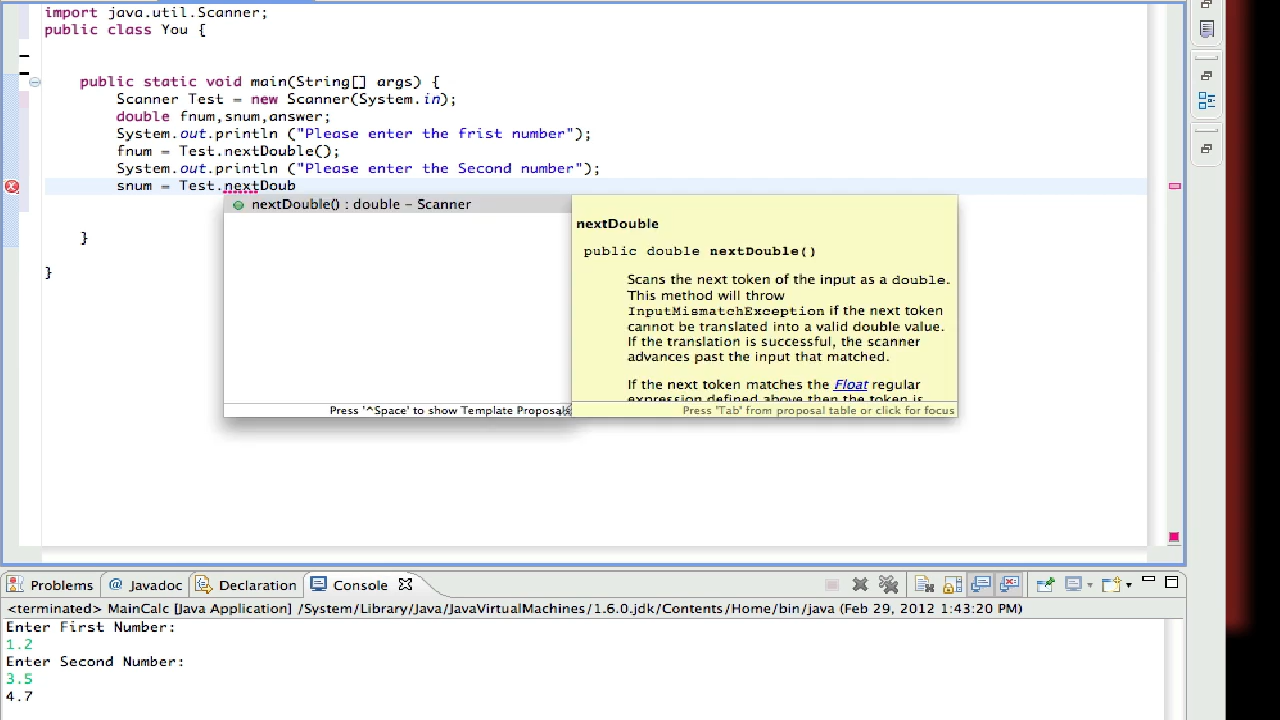 import java.util.Scanner;
public class You {
public static void main(String[] args) {
Scanner Test = new Scanner(System.in);
double fnum,snum,answer;
System.out.println ("Please enter the frist number");
fnum = Test.nextDouble();
System.out.println ("Please enter the Second number");
snum = Test.nextDoub
nextDouble() : double – Scanner
Press '^Space' to show Template Proposals
nextDouble
public double nextDouble()
Scans the next token of the input as a double.
This method will throw
InputMismatchException if the next token
cannot be translated into a valid double value.
If the translation is successful, the scanner
advances past the input that matched.
If the next token matches the Float regular
expression defined above then the token is
Press 'Tab' from proposal table or click for focus
}
}
Problems @ Javadoc Declaration Console
<terminated> MainCalc [Java Application] /System/Library/Java/JavaVirtualMachines/1.6.0.jdk/Contents/Home/bin/java (Feb 29, 2012 1:43:20 PM)
Enter First Number:
1.2
Enter Second Number:
3.5
4.7